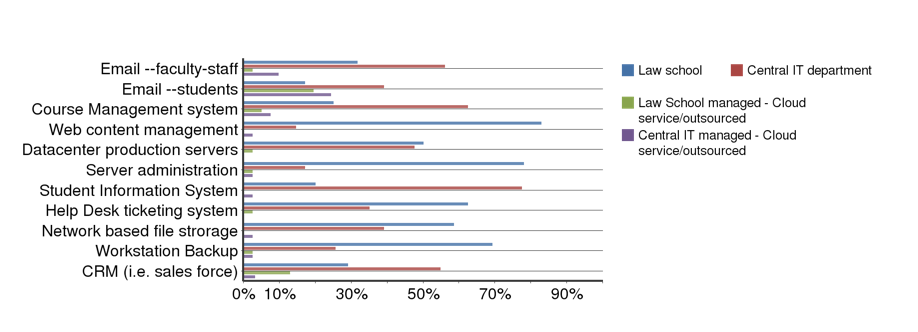 Email --faculty-staff
Email --students
Course Management system
Web content management
Datacenter production servers
Server administration
Student Information System
Help Desk ticketing system
Network based file strorage
Workstation Backup
CRM (i.e. sales force)
0% 10% 30% 50% 70% 90%
Law school
Central IT department
Law School managed - Cloud
service/outsourced
Central IT managed - Cloud
service/outsourced